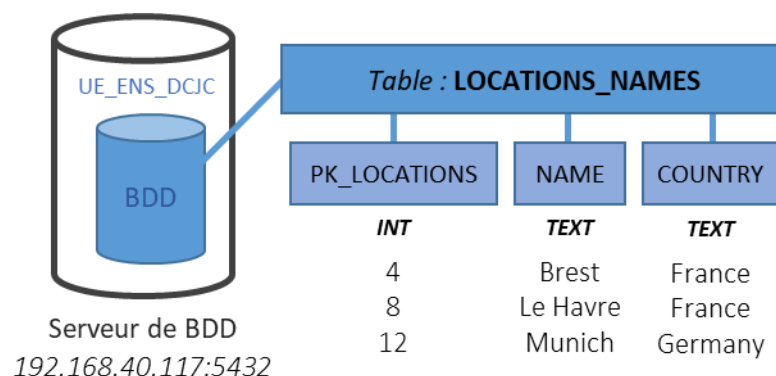 UE_ENS_DCJC
BDD
Serveur de BDD
192.168.40.117:5432
Table : LOCATIONS_NAMES
PK_LOCATIONS NAME COUNTRY
INT TEXT TEXT
4 Brest France
8 Le Havre France
12 Munich Germany